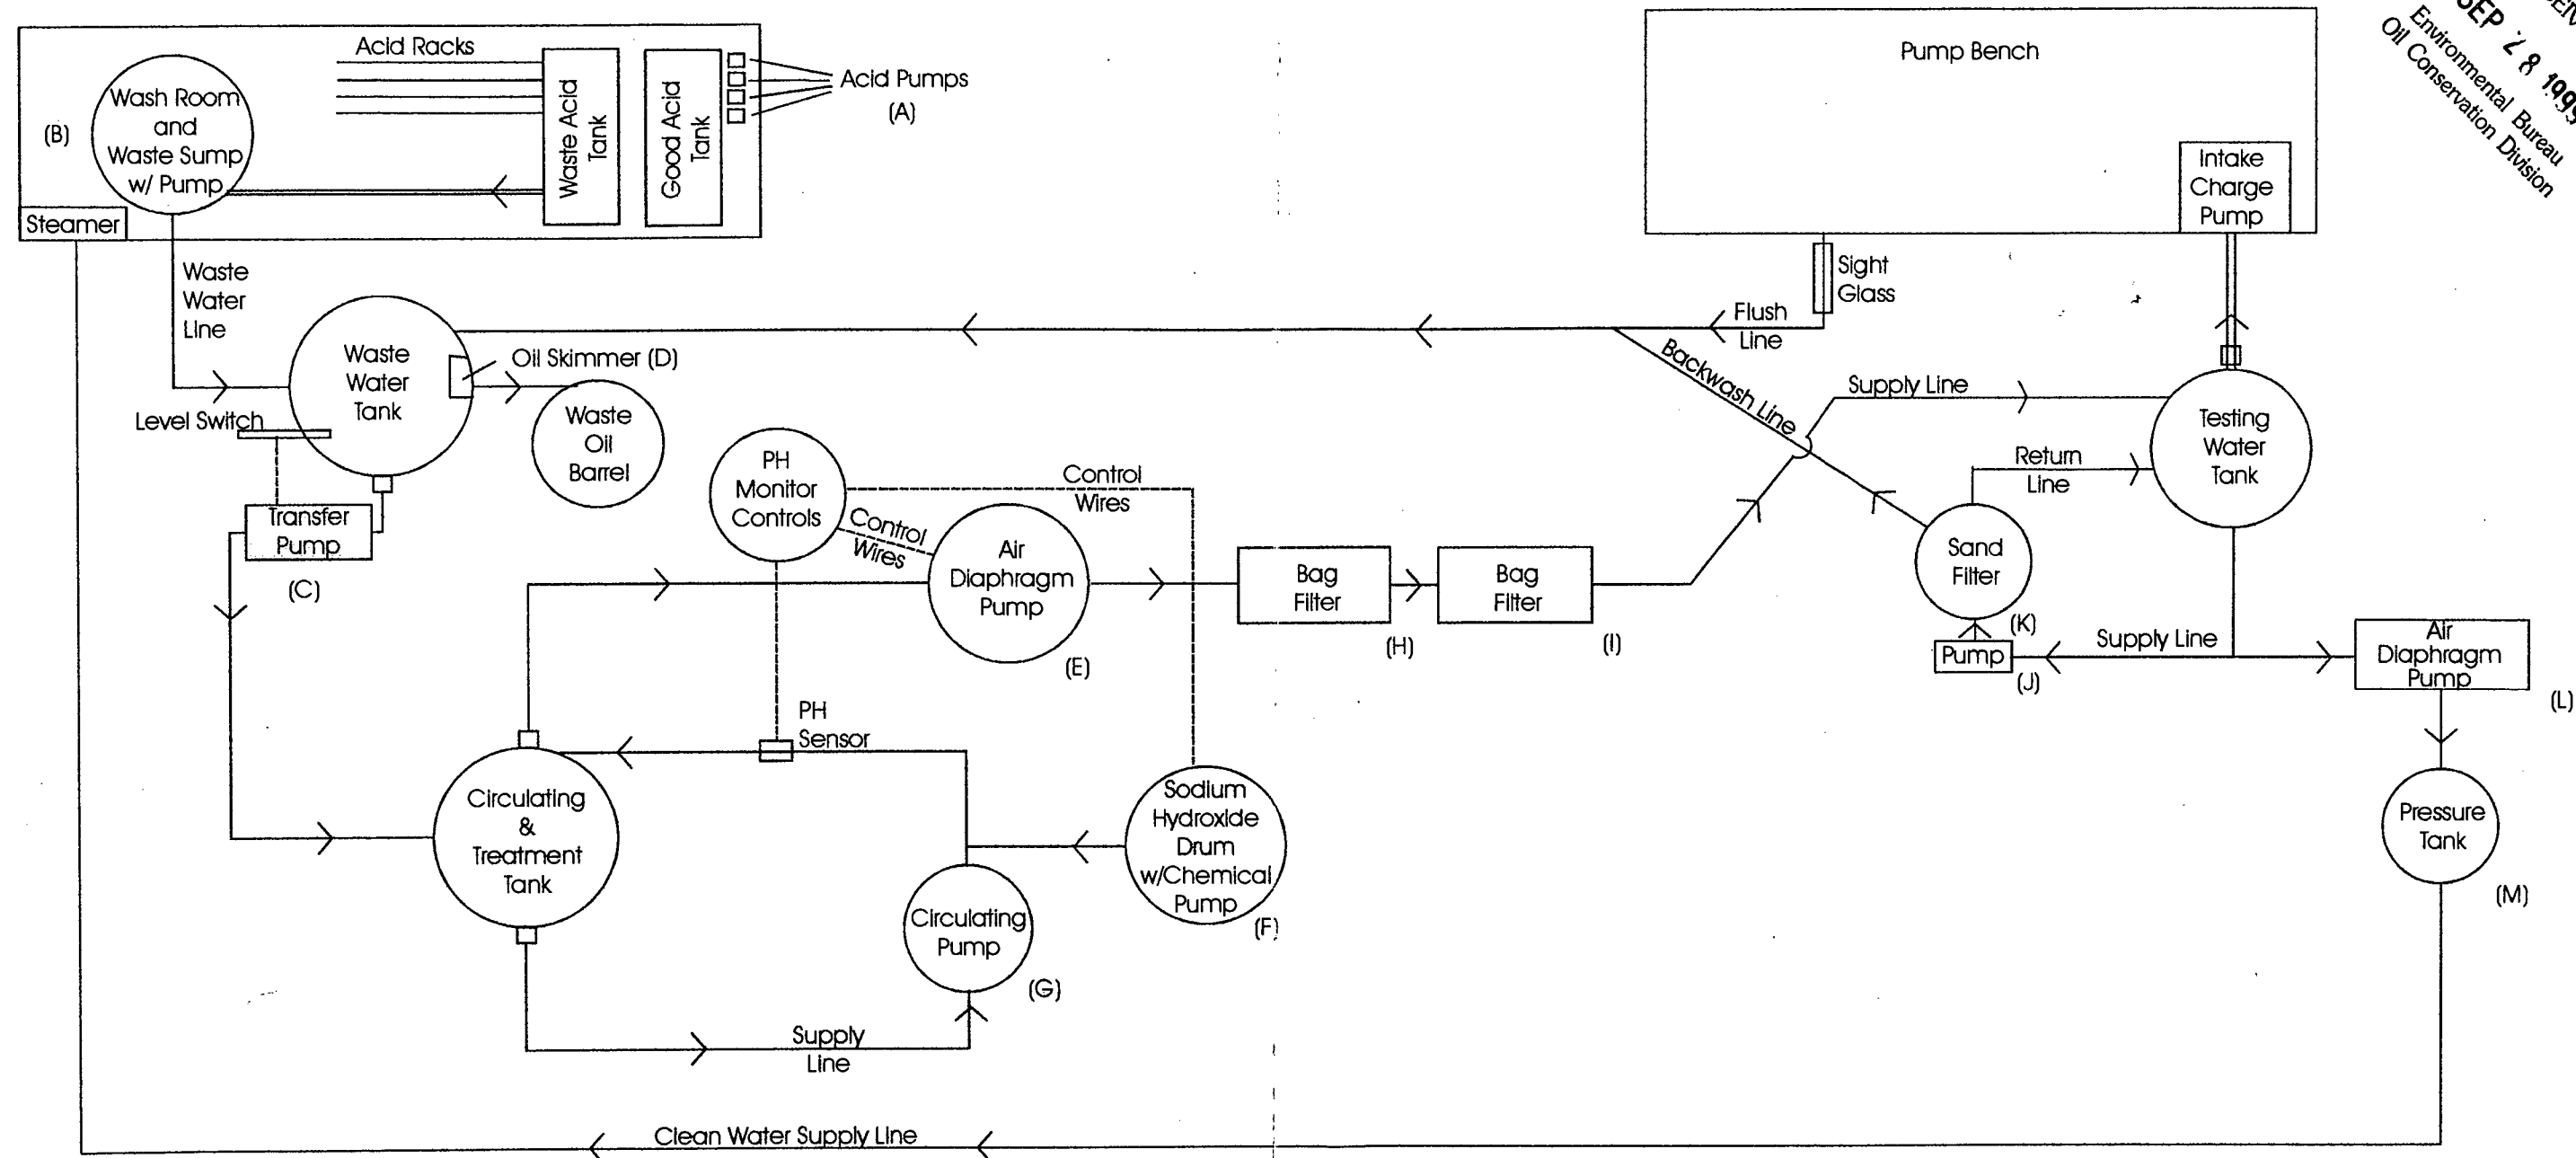 Acid Racks
Wash Room
and
Waste Sump
w/ Pump
(B)
Waste Acid
Tank
Good Acid
Tank
Acid Pumps
(A)
Steamer
Pump Bench
Intake
Charge
Pump
SEP 28 199
Environmental Bureau
Oil Conservation Division
Waste
Water
Line
Sight
Glass
Flush
Line
Waste
Water
Tank
Oil Skimmer (D)
Level Switch
Waste
Oil
Barrel
Transfer
Pump
(C)
PH
Monitor
Controls
Control
Wires
Control
Wires
Air
Diaphragm
Pump
(E)
Bag
Filter
(H)
Bag
Filter
(I)
Backwash Line
Supply Line
Return
Line
Testing
Water
Tank
Sand
Filter
(K)
Pump
(J)
Supply Line
Air
Diaphragm
Pump
(L)
PH
Sensor
Circulating
&
Treatment
Tank
Sodium
Hydroxide
Drum
w/Chemical
Pump
(F)
Circulating
Pump
(G)
Supply
Line
Pressure
Tank
(M)
Clean Water Supply Line